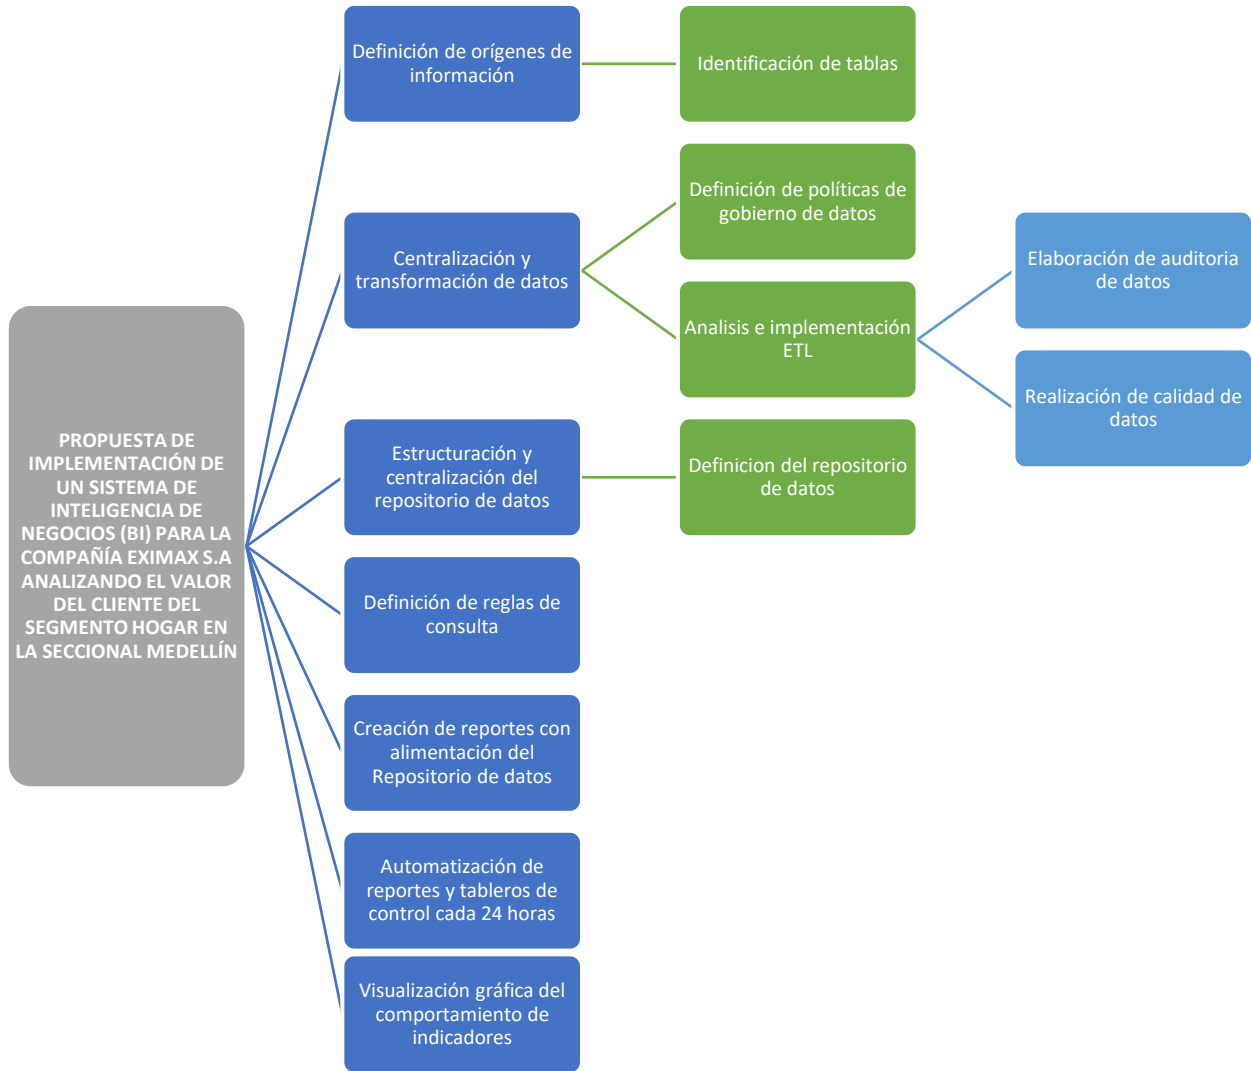 PROPUESTA DE
IMPLEMENTACIÓN DE
UN SISTEMA DE
INTELIGENCIA DE
NEGOCIOS (BI) PARA LA
COMPAÑÍA EXIMAX S.A
ANALIZANDO EL VALOR
DEL CLIENTE DEL
SEGMENTO HOGAR EN
LA SECCIONAL MEDELLÍN
Definición de orígenes de
información
Identificación de tablas
Centralización y
transformación de datos
Definición de políticas de
gobierno de datos
Analisis e implementación
ETL
Elaboración de auditoria
de datos
Realización de calidad de
datos
Estructuración y
centralización del
repositorio de datos
Definicion del repositorio
de datos
Definición de reglas de
consulta
Creación de reportes con
alimentación del
Repositorio de datos
Automatización de
reportes y tableros de
control cada 24 horas
Visualización gráfica del
comportamiento de
indicadores